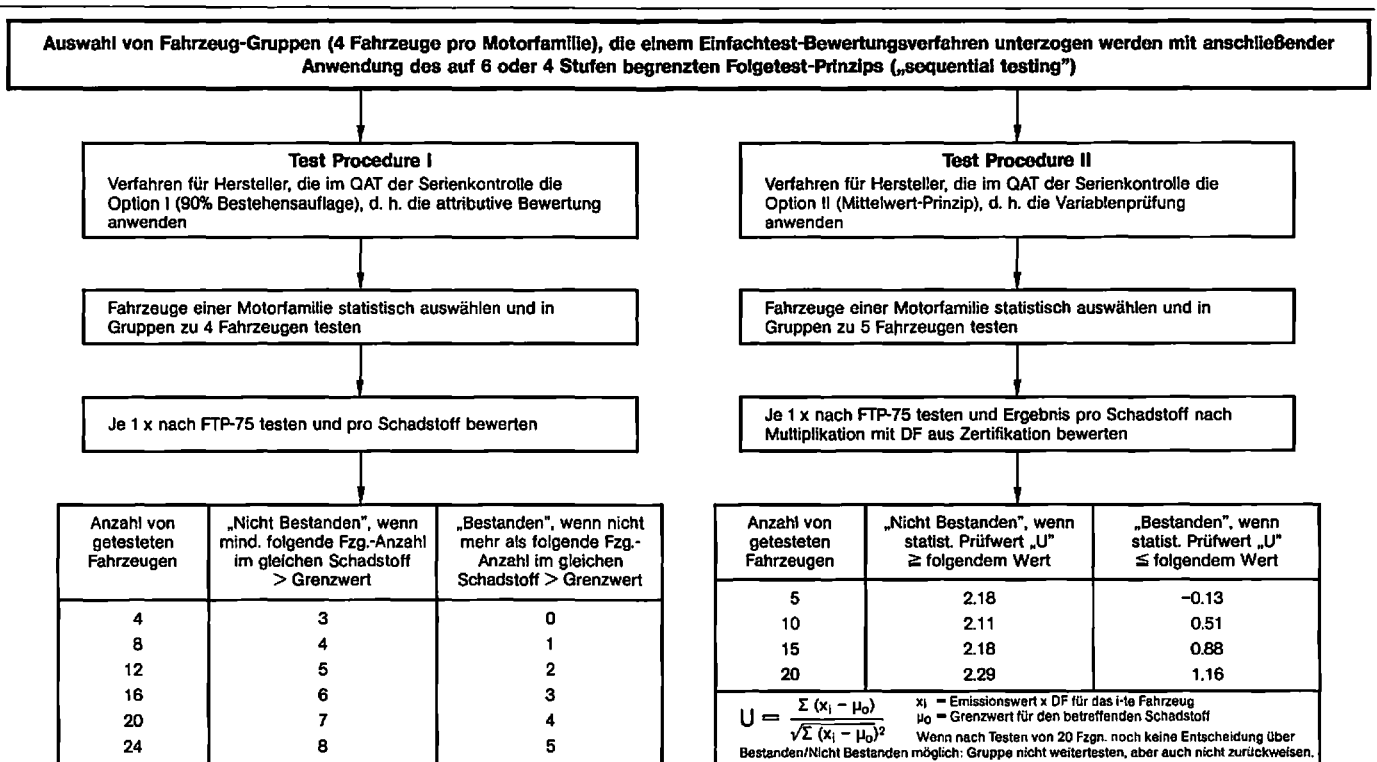 Auswahl von Fahrzeug-Gruppen (4 Fahrzeuge pro Motorfamilie), die einem Einfachtest-Bewertungsverfahren unterzogen werden mit anschließender
Anwendung des auf 6 oder 4 Stufen begrenzten Folgetest-Prinzips („sequential testing")
Test Procedure I
Verfahren für Hersteller, die im QAT der Serienkontrolle die
Option I (90% Bestehensauflage), d. h. die attributive Bewertung
anwenden
Fahrzeuge einer Motorfamilie statistisch auswählen und in
Gruppen zu 4 Fahrzeugen testen
Je 1 x nach FTP-75 testen und pro Schadstoff bewerten
Anzahl von
getesteten
Fahrzeugen
„Nicht Bestanden", wenn
mind. folgende Fzg.-Anzahl
im gleichen Schadstoff
> Grenzwert
„Bestanden", wenn nicht
mehr als folgende Fzg.-
Anzahl im gleichen
Schadstoff > Grenzwert
4 3 0
8 4 1
12 5 2
16 6 3
20 7 4
24 8 5
Test Procedure II
Verfahren für Hersteller, die im QAT der Serienkontrolle die
Option II (Mittelwert-Prinzip), d. h. die Variablenprüfung
anwenden
Fahrzeuge einer Motorfamilie statistisch auswählen und in
Gruppen zu 5 Fahrzeugen testen
Je 1 x nach FTP-75 testen und Ergebnis pro Schadstoff nach
Multiplikation mit DF aus Zertifikation bewerten
Anzahl von
getesteten
Fahrzeugen
„Nicht Bestanden", wenn
statist. Prüfwert „U"
≧ folgendem Wert
„Bestanden", wenn
statist. Prüfwert „U"
≦ folgendem Wert
5 2.18 −0.13
10 2.11 0.51
15 2.18 0.88
20 2.29 1.16
U = Σ (xᵢ − μₒ) / √Σ (xᵢ − μₒ)²
xᵢ = Emissionswert x DF für das i-te Fahrzeug
μₒ = Grenzwert für den betreffenden Schadstoff
Wenn nach Testen von 20 Fzgn. noch keine Entscheidung über
Bestanden/Nicht Bestanden möglich: Gruppe nicht weitertesten, aber auch nicht zurückweisen.